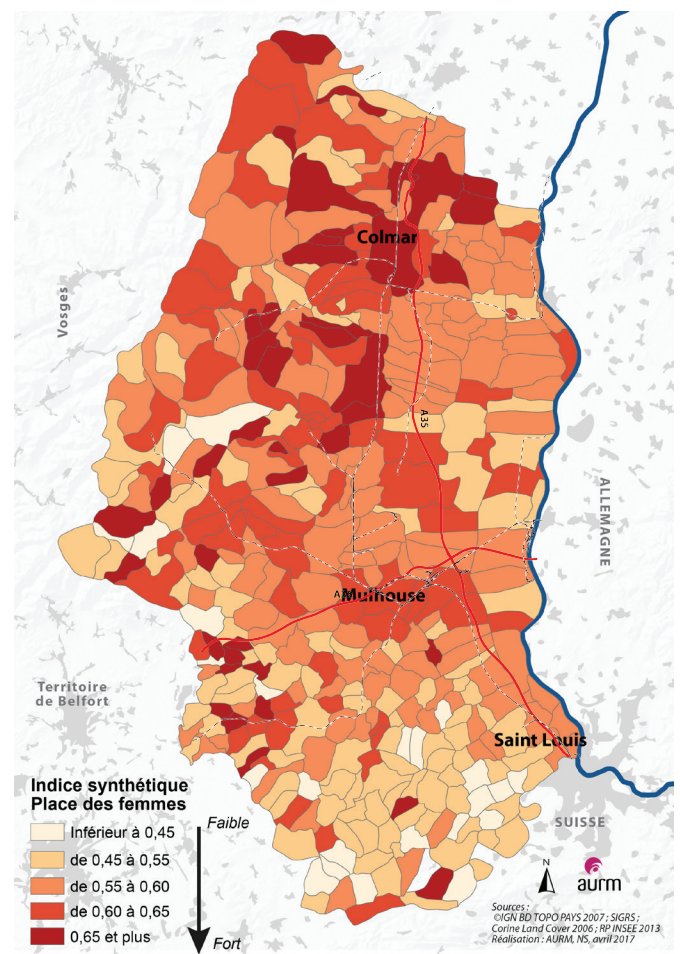 Colmar
Vosges
A35
ALLEMAGNE
Mulhouse
Territoire
de Belfort
Saint Louis
Indice synthétique
Place des femmes
Inférieur à 0,45
de 0,45 à 0,55
de 0,55 à 0,60
de 0,60 à 0,65
0,65 et plus
Faible
Fort
SUISSE
N
aurm
Sources :
©IGN BD TOPO PAYS 2007 ; SIGRS ;
Corine Land Cover 2006 ; RP INSEE 2013
Réalisation : AURM, NS, avril 2017